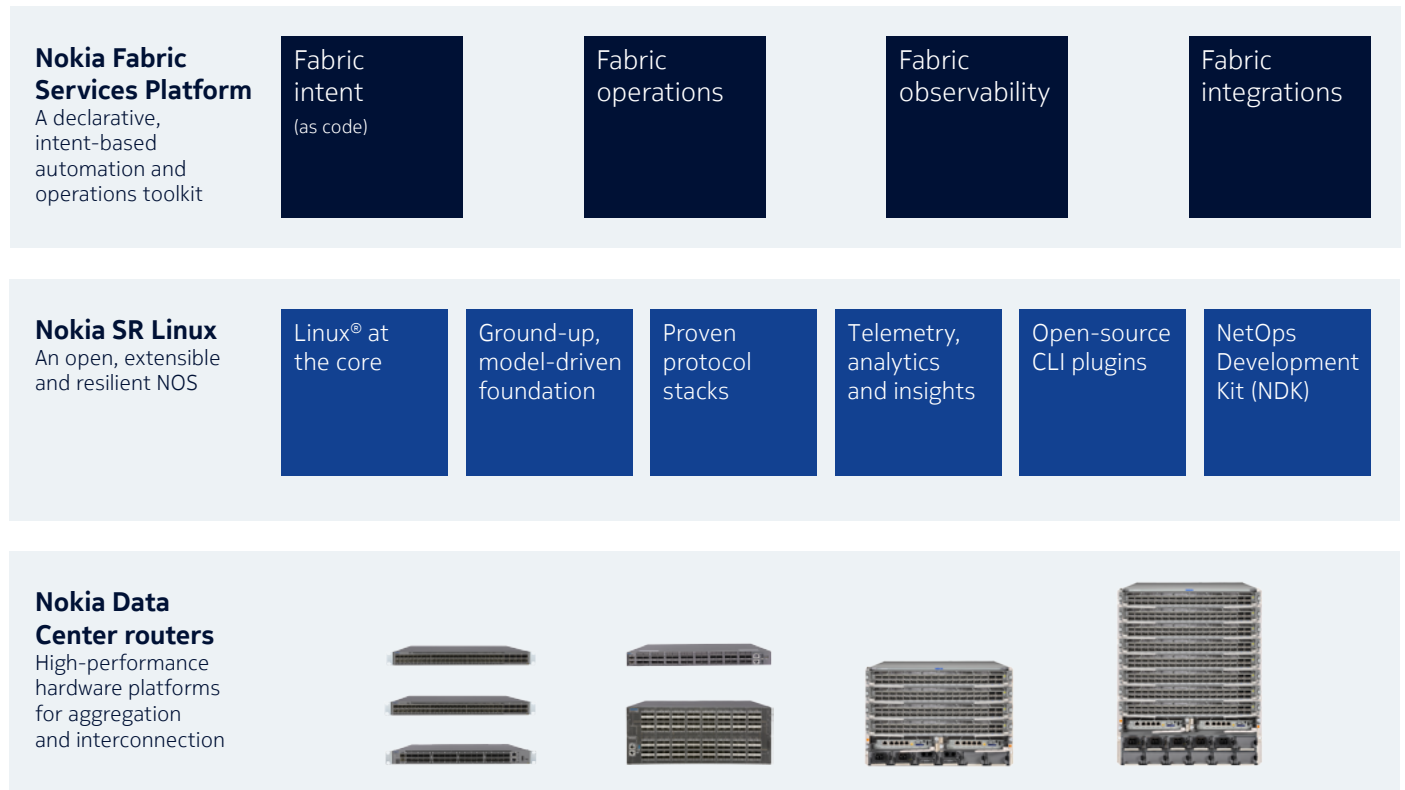 Nokia Fabric
Services Platform
A declarative,
intent-based
automation and
operations toolkit
Fabric
intent
(as code)
Fabric
operations
Fabric
observability
Fabric
integrations
Nokia SR Linux
An open, extensible
and resilient NOS
Linux® at
the core
Ground-up,
model-driven
foundation
Proven
protocol
stacks
Telemetry,
analytics
and insights
Open-source
CLI plugins
NetOps
Development
Kit (NDK)
Nokia Data
Center routers
High-performance
hardware platforms
for aggregation
and interconnection